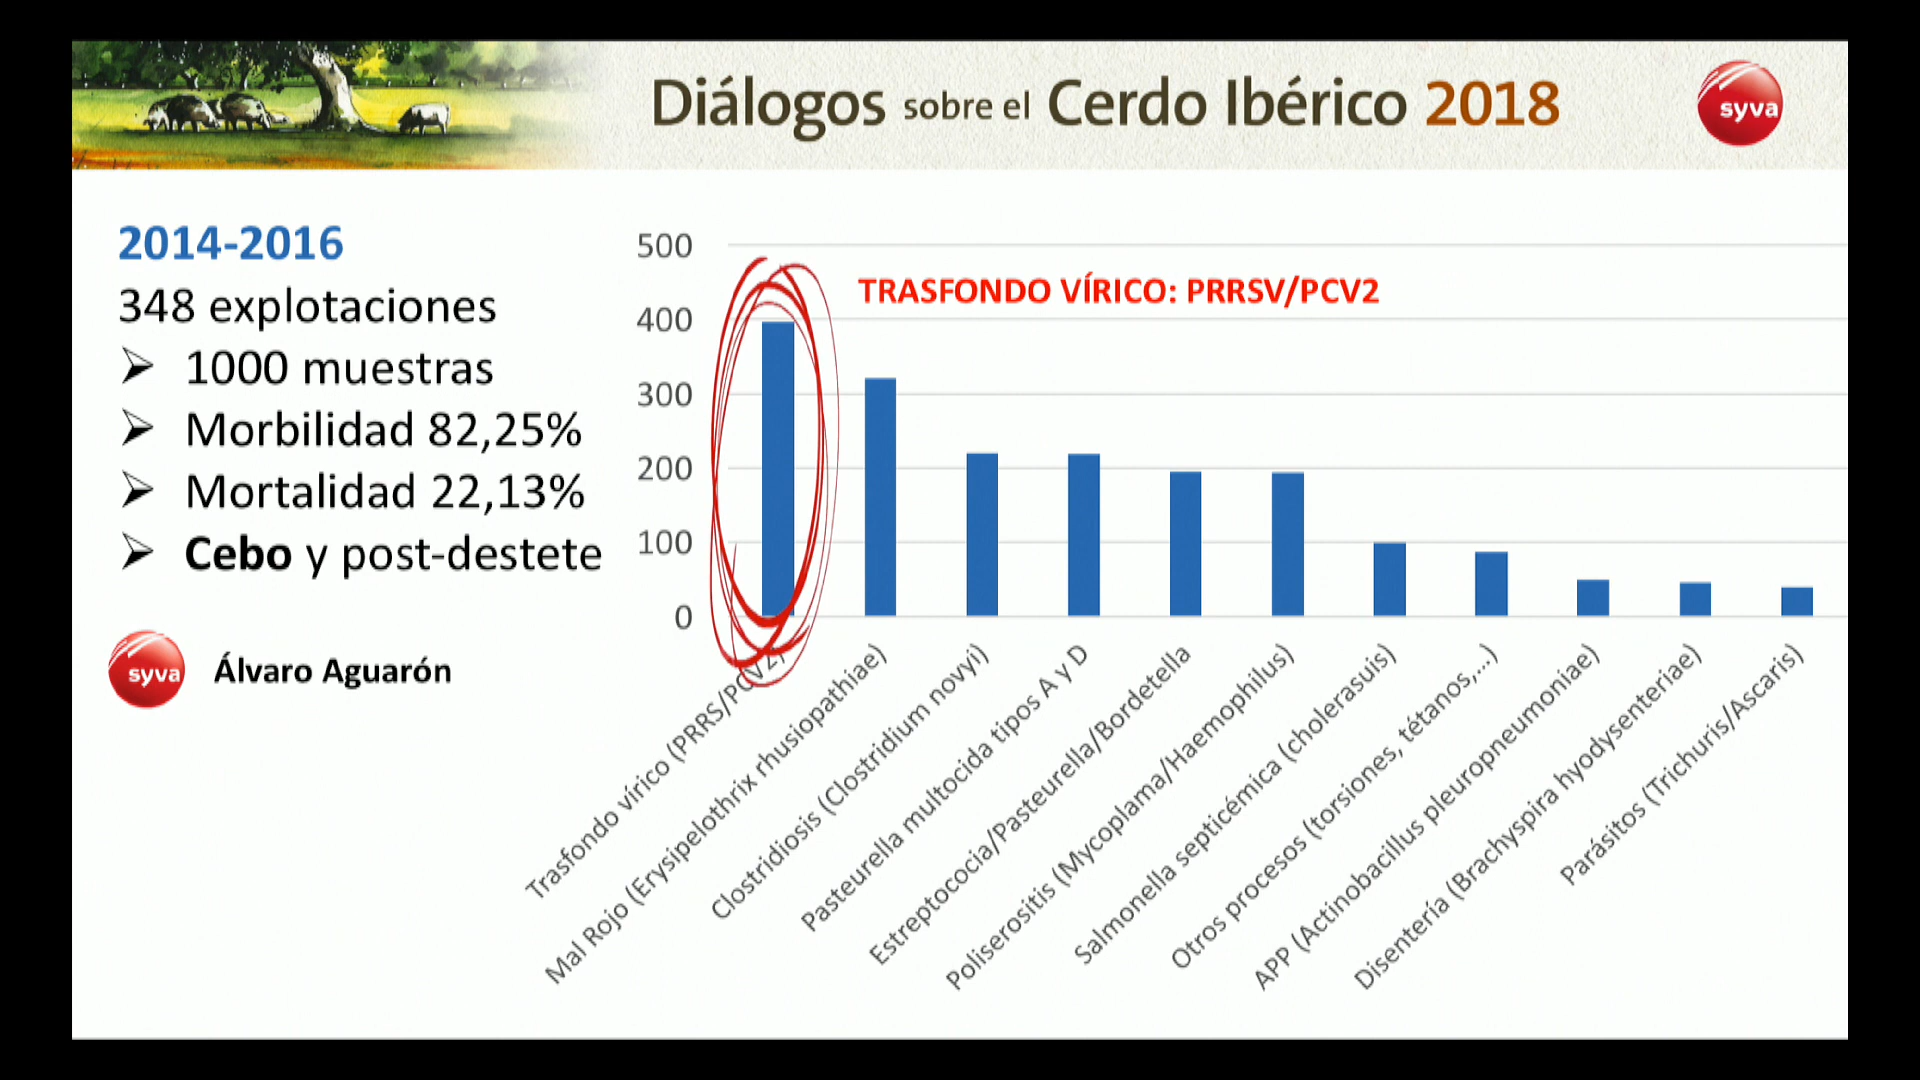 Diálogos sobre el Cerdo Ibérico 2018
syva
2014-2016
348 explotaciones
➢ 1000 muestras
➢ Morbilidad 82,25%
➢ Mortalidad 22,13%
➢ Cebo y post-destete
syva
Álvaro Aguarón
TRASFONDO VÍRICO: PRRSV/PCV2
500
400
300
200
100
0
Trasfondo vírico (PRRS/PCV2)
Mal Rojo (Erysipelothrix rhusiopathiae)
Clostridiosis (Clostridium novyi)
Pasteurella multocida tipos A y D
Estreptococia/Pasteurella/Bordetella
Poliserositis (Mycoplama/Haemophilus)
Salmonella septicémica (cholerasuis)
Otros procesos (torsiones, tétanos,...)
APP (Actinobacillus pleuropneumoniae)
Disentería (Brachyspira hyodysenteriae)
Parásitos (Trichuris/Ascaris)